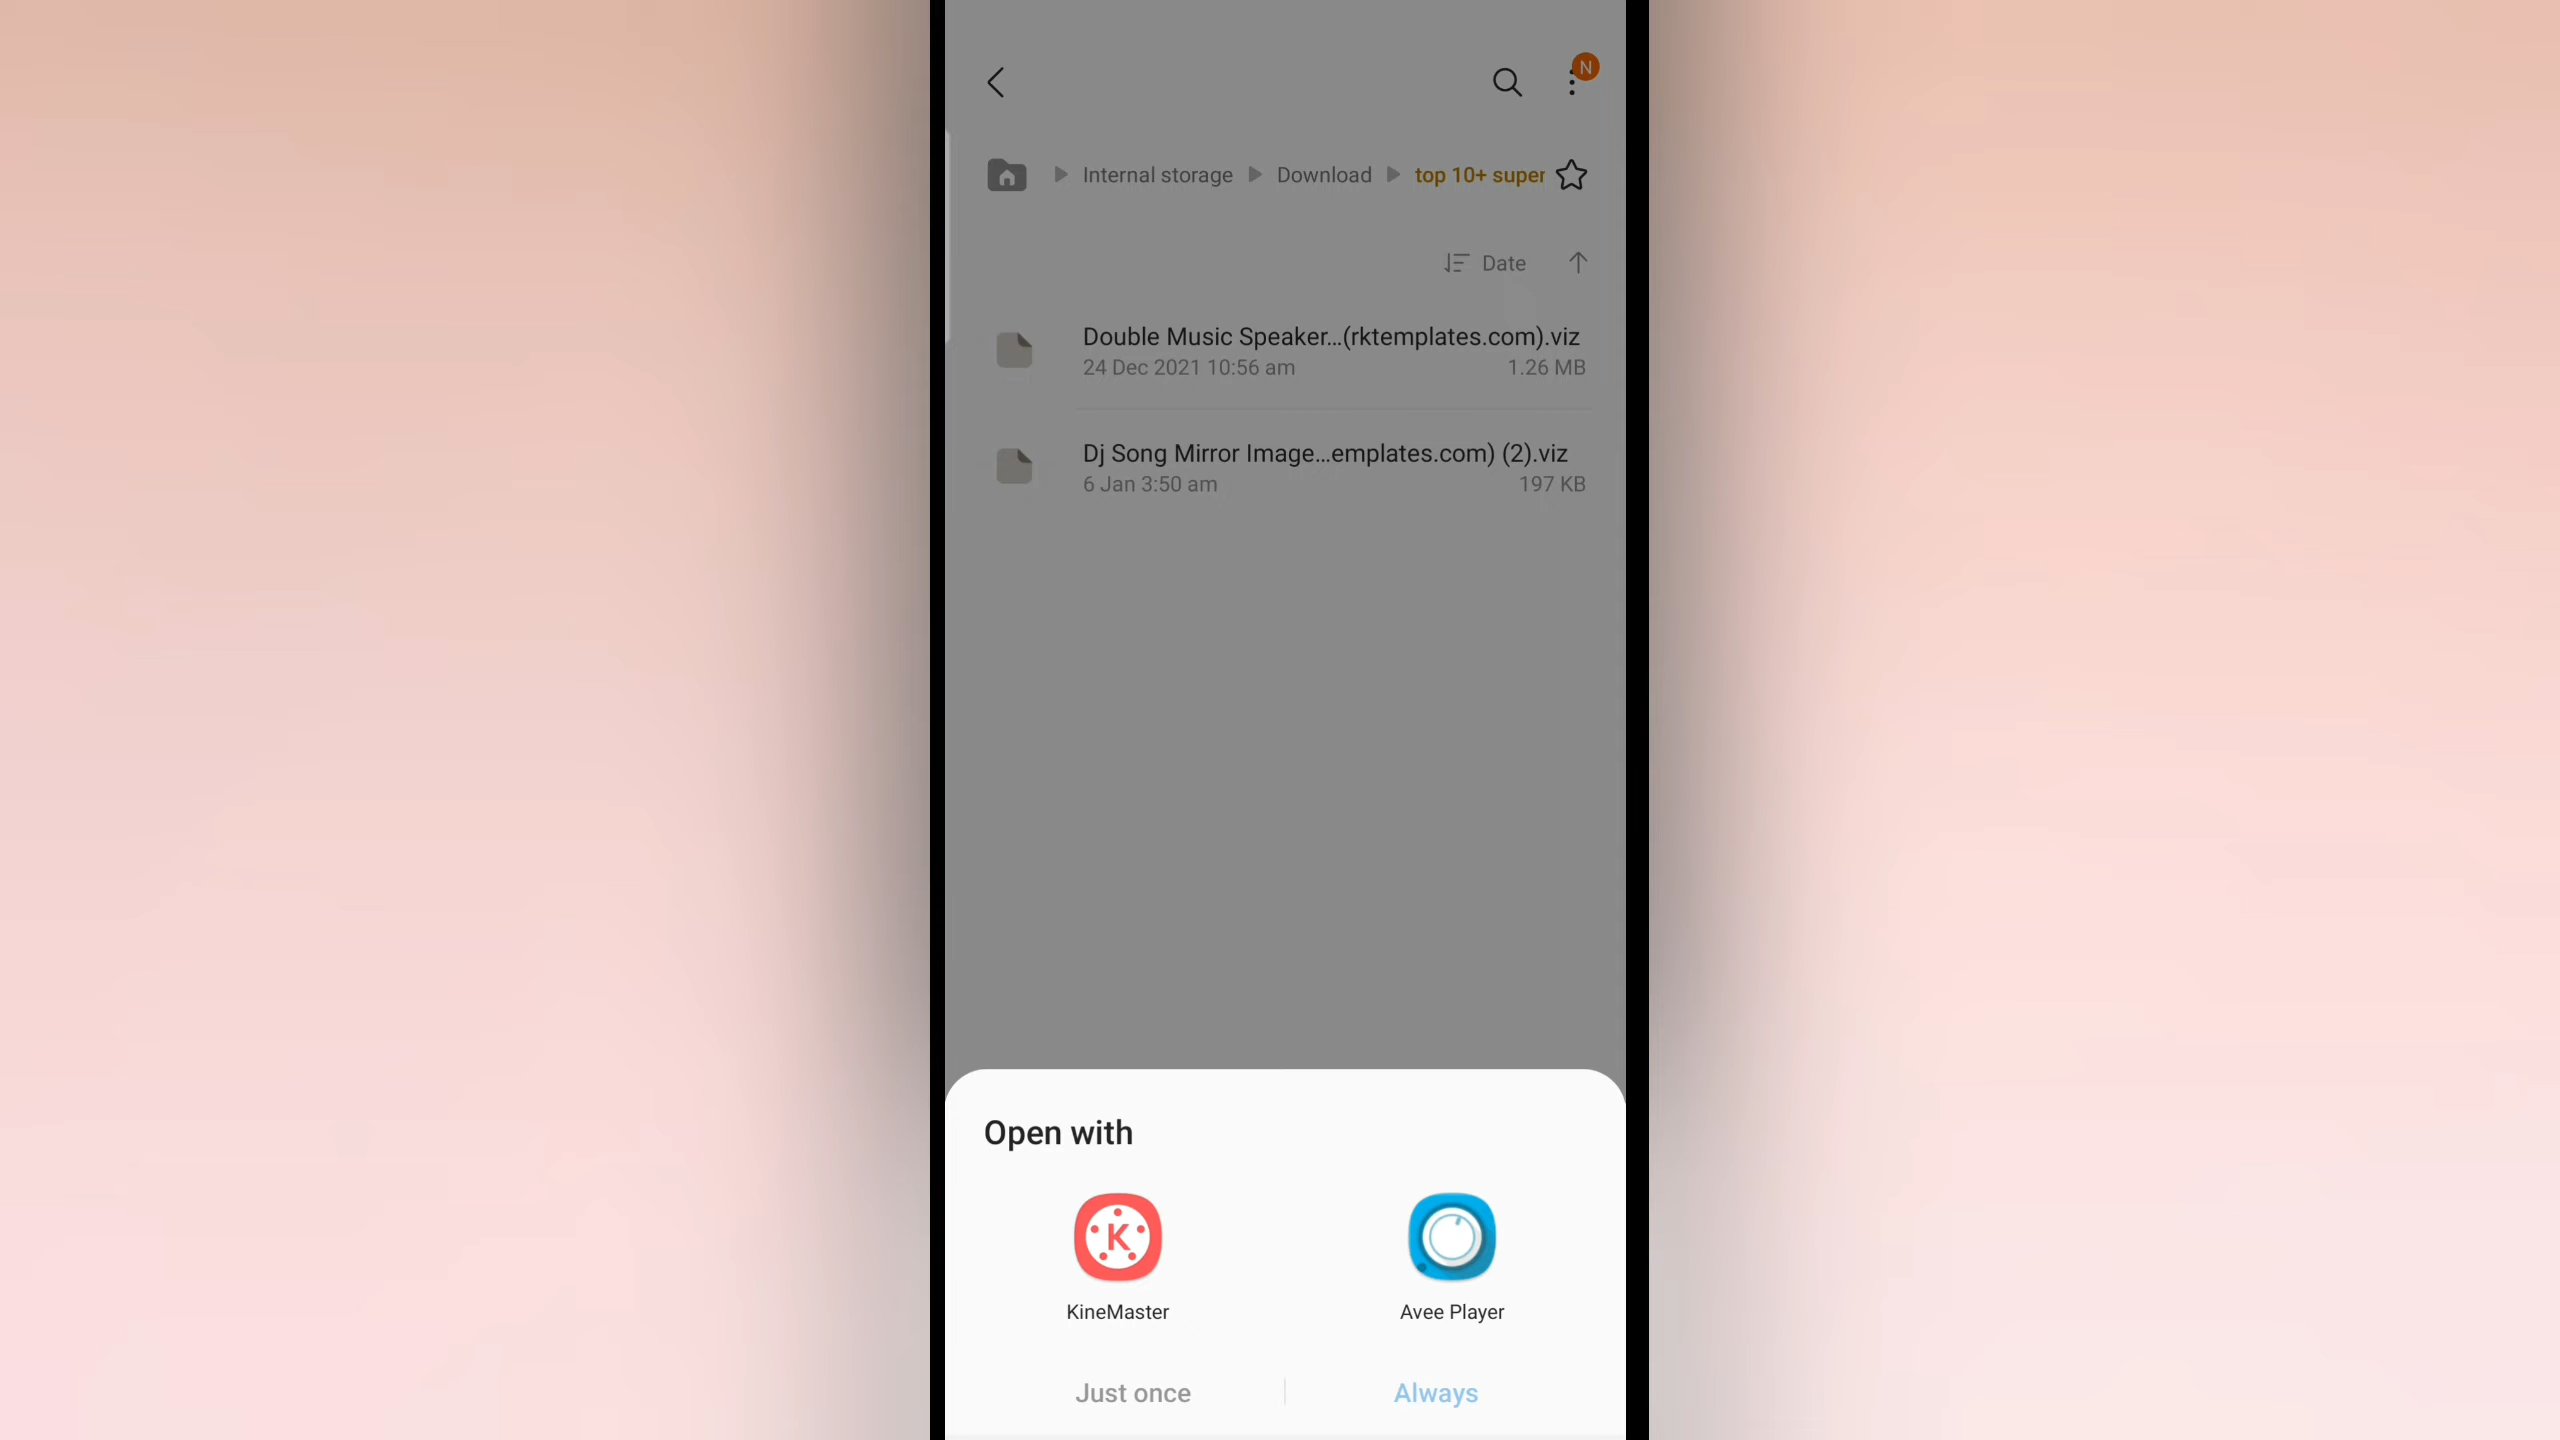 N
Internal storage Download top 10+ super
Date
Double Music Speaker...(rktemplates.com).viz
24 Dec 2021 10:56 am 1.26 MB
Dj Song Mirror Image...emplates.com) (2).viz
6 Jan 3:50 am 197 KB
Open with
K
KineMaster Avee Player
Just once Always